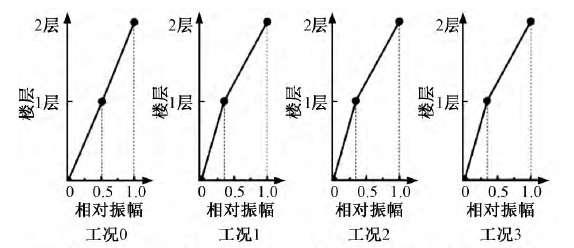 2层 2层 2层 2层
楼层 楼层 楼层 楼层
1层 1层 1层 1层
0 0.5 1.0 0 0.5 1.0 0 0.5 1.0 0 0.5 1.0
相对振幅 相对振幅 相对振幅 相对振幅
工况0 工况1 工况2 工况3